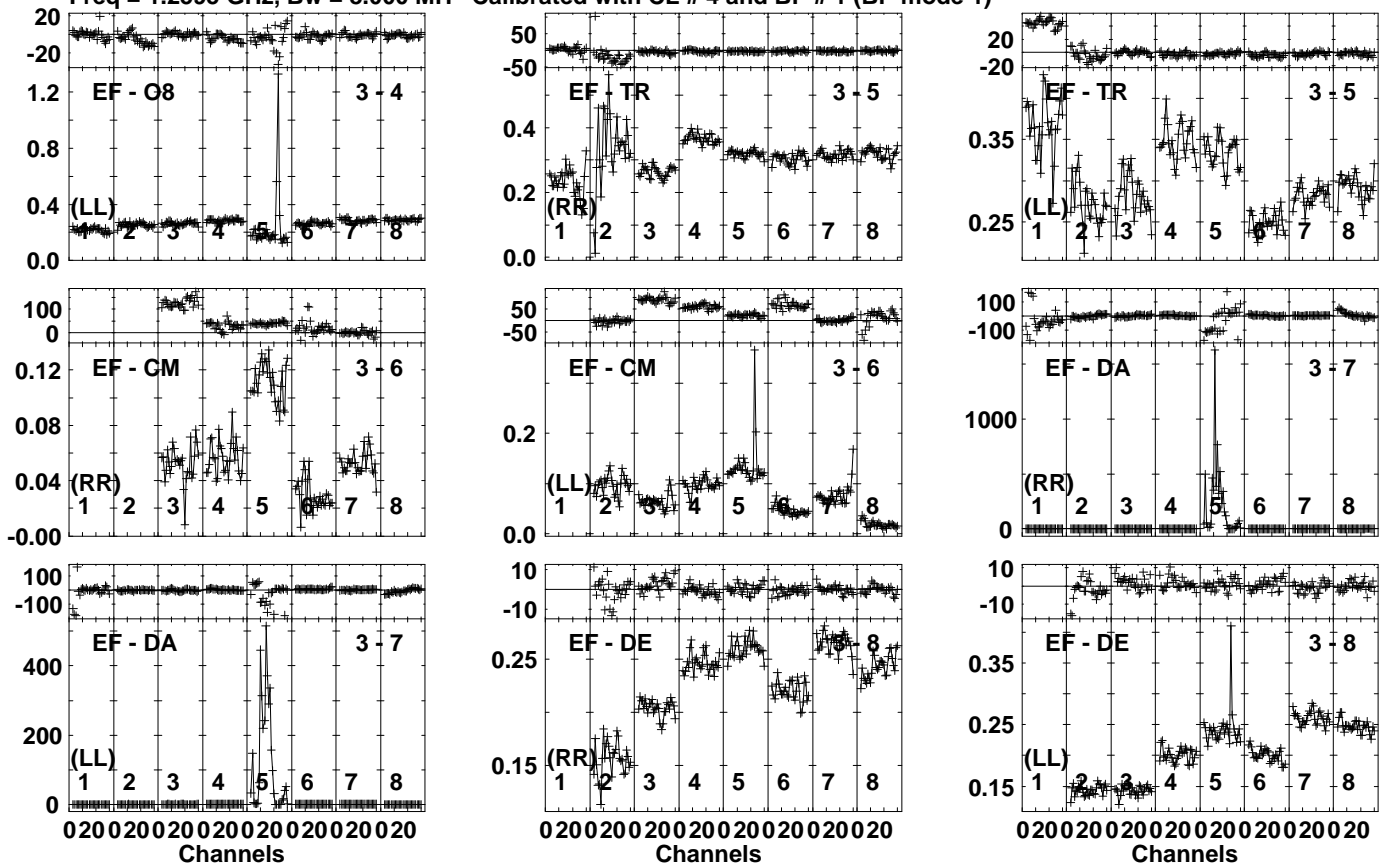 Freq = GHz, Bw = MH Calibrated with CL # 4 and BP # 1 (BP mode 1)
20
-20
EF - O8 3 - 4
1.2
0.8
0.4
0.0
(LL)
1 2 3 4 5 6 7 8
50
-50
EF - TR 3 - 5
0.4
0.2
0.0
(RR)
1 2 3 4 5 6 7 8
20
-20
EF - TR 3 - 5
0.35
0.25
(LL)
1 2 3 4 5 6 7 8
100
0
EF - CM 3 - 6
0.12
0.08
0.04
-0.00
(RR)
1 2 3 4 5 6 7 8
50
-50
EF - CM 3 - 6
0.2
0.0
(LL)
1 2 3 4 5 6 7 8
100
-100
EF - DA 3 - 7
1000
0
(RR)
1 2 3 4 5 6 7 8
100
-100
EF - DA 3 - 7
400
200
0
(LL)
1 2 3 4 5 6 7 8
0 20 0 20 0 20 0 20 0 20 0 20 0 20 0 20
Channels
10
-10
EF - DE 3 - 8
0.25
0.15
(RR)
1 2 3 4 5 6 7 8
0 20 0 20 0 20 0 20 0 20 0 20 0 20 0 20
Channels
10
-10
EF - DE 3 - 8
0.35
0.25
0.15
(LL)
1 2 3 4 5 6 7 8
0 20 0 20 0 20 0 20 0 20 0 20 0 20 0 20
Channels